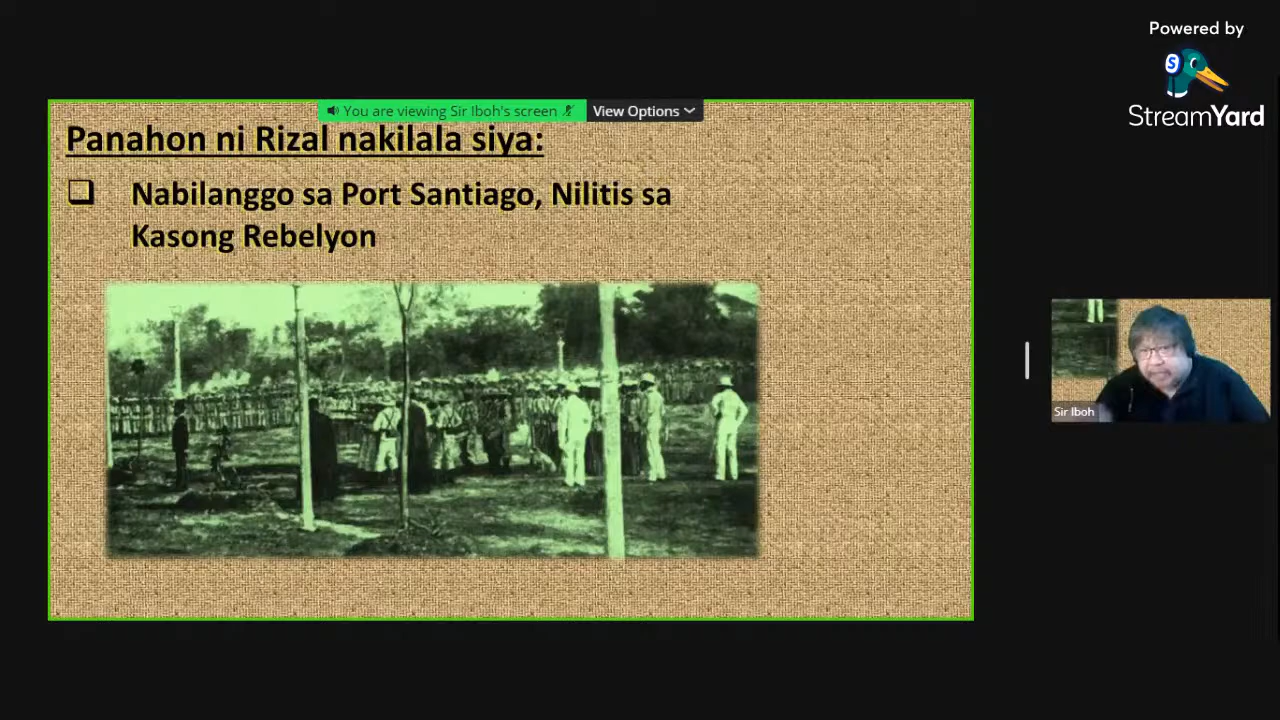 Powered by
StreamYard
You are viewing Sir Iboh's screen
View Options
Panahon ni Rizal nakilala siya:
Nabilanggo sa Port Santiago, Nilitis sa
Kasong Rebelyon
Sir Iboh